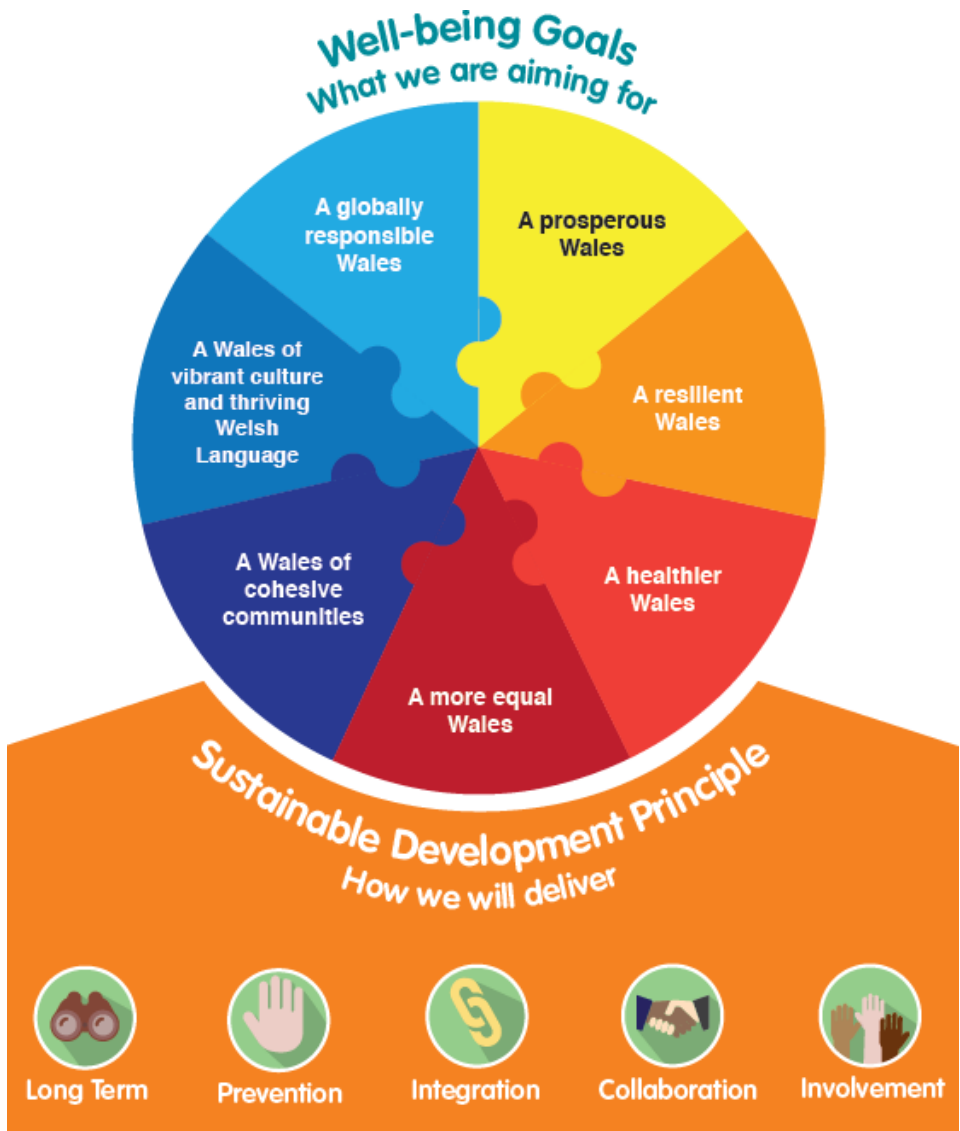 Well-being Goals
What we are aiming for
A globally
responsible
Wales
A prosperous
Wales
A Wales of
vibrant culture
and thriving
Welsh
Language
A resilient
Wales
A Wales of
cohesive
communities
A healthier
Wales
A more equal
Wales
Sustainable Development Principle
How we will deliver
Long Term
Prevention
Integration
Collaboration
Involvement